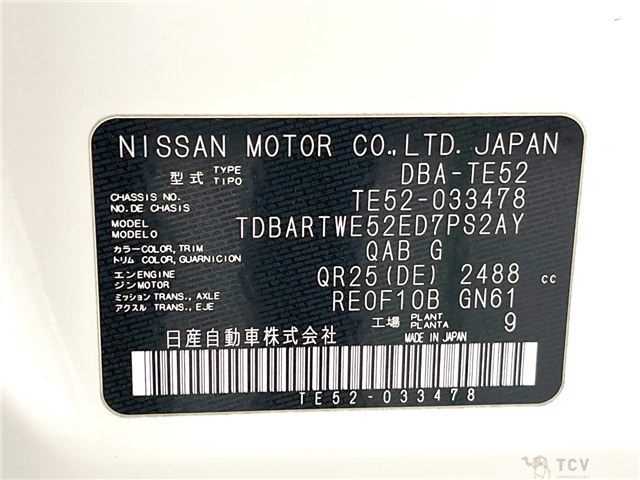 NISSAN MOTOR CO.,LTD. JAPAN
型式 TYPE TIPO DBA-TE52
CHASSIS NO. NO. DE CHASIS TE52-033478
MODEL MODELO TDBARTWE52ED7PS2AY
カラー COLOR, TRIM トリム COLOR, GUARNICION QAB G
エンジン ENGINE MOTOR QR25(DE) 2488 cc
ミッション TRANS., AXLE アクスル TRANS., EJE RE0F10B GN61
工場 PLANT PLANTA 9
日産自動車株式会社 MADE IN JAPAN
TE52-033478
TCV